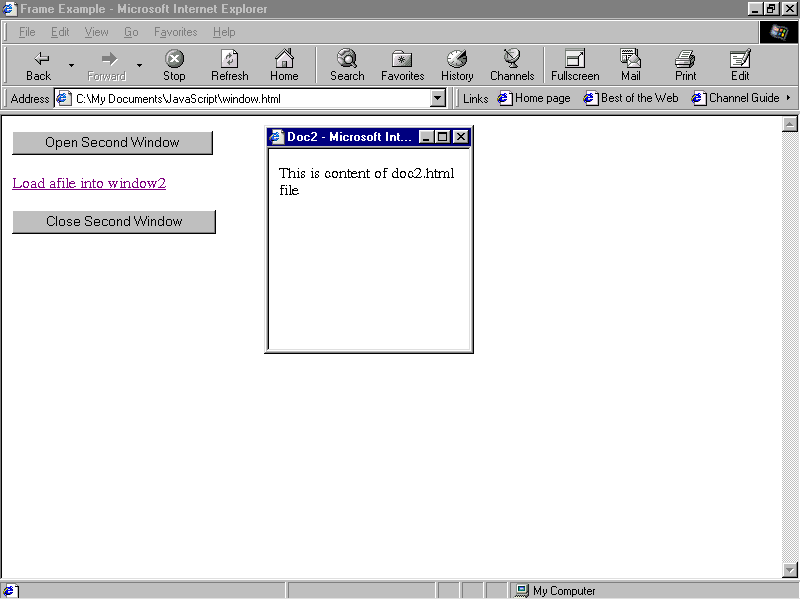 Frame Example - Microsoft Internet Explorer
File Edit View Go Favorites Help
Back Forward Stop Refresh Home Search Favorites History Channels Fullscreen Mail Print Edit
Address C:\My Documents\JavaScript\window.html Links Home page Best of the Web Channel Guide
Open Second Window
Load afile into window2
Close Second Window
Doc2 - Microsoft Int...
This is content of doc2.html
file
My Computer